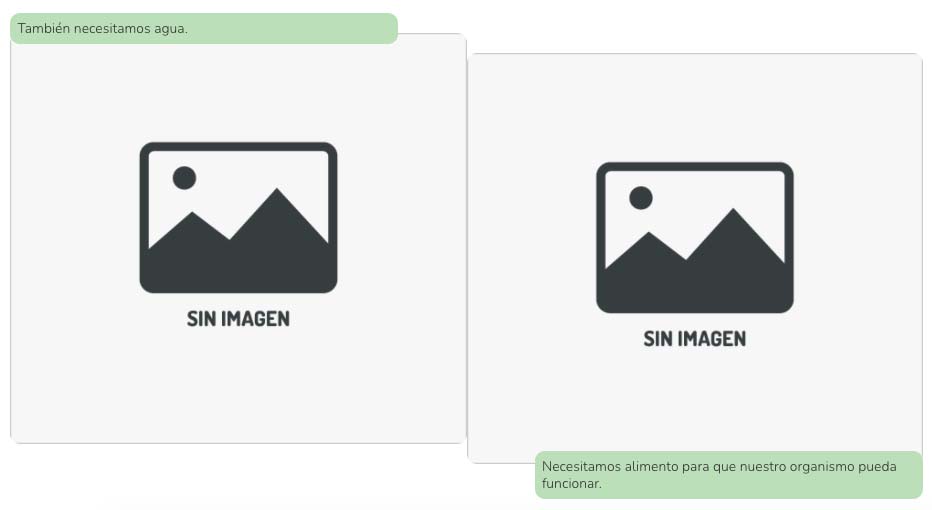 También necesitamos agua.
SIN IMAGEN
SIN IMAGEN
Necesitamos alimento para que nuestro organismo pueda
funcionar.